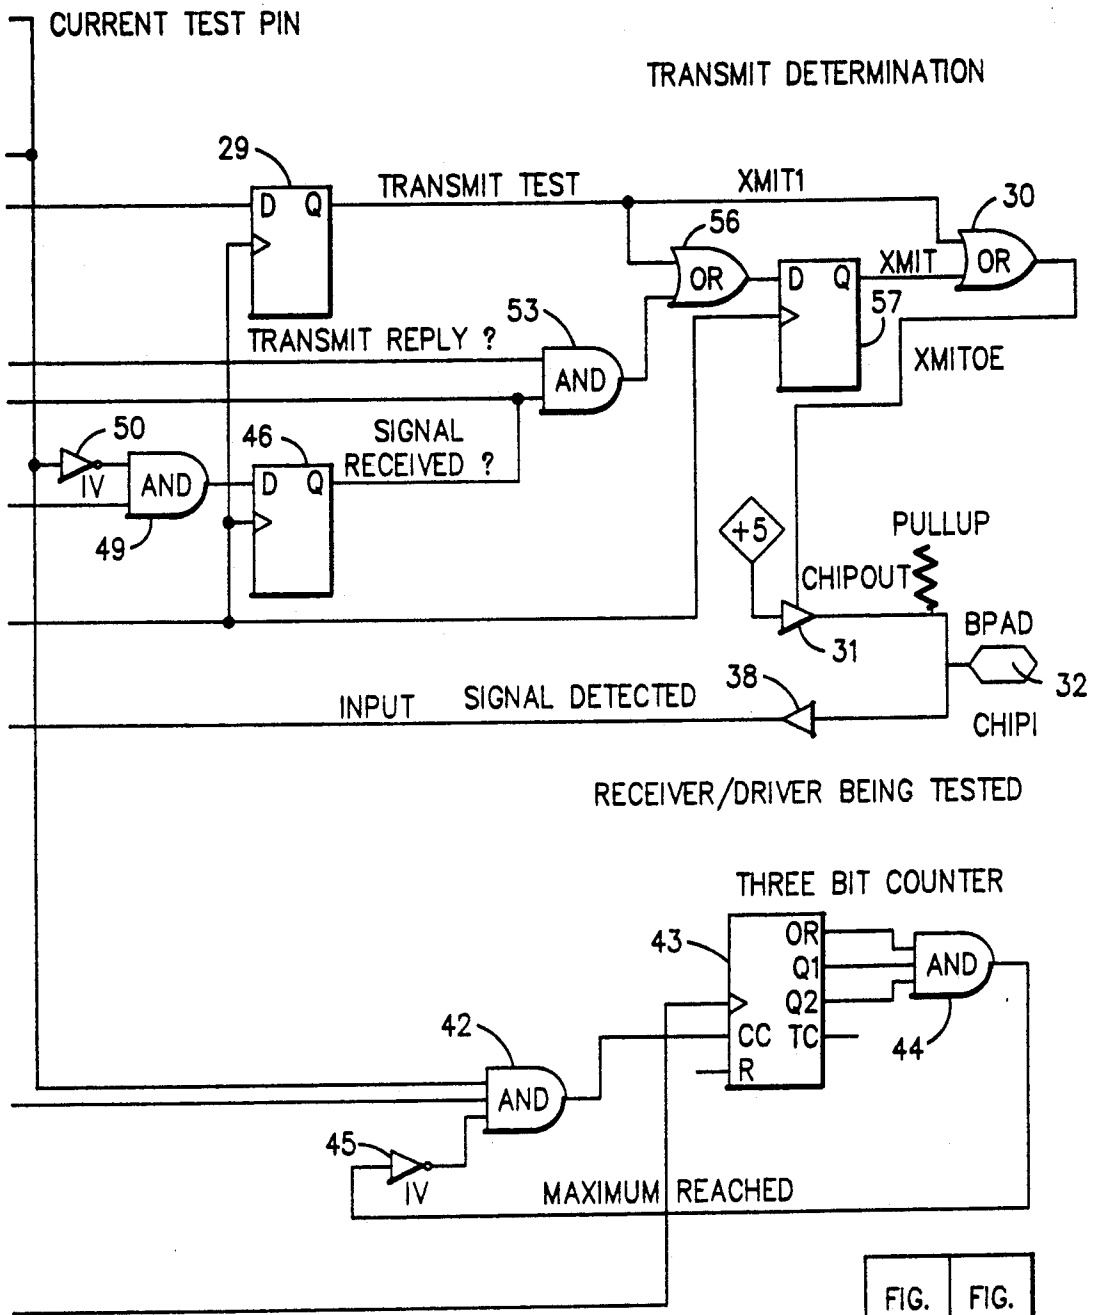 CURRENT TEST PIN
TRANSMIT DETERMINATION
29
D Q
TRANSMIT TEST
XMIT1
30
OR
56
OR
D Q
XMIT
57
XMITOE
TRANSMIT REPLY ?
53
AND
50
IV
AND
49
46
D Q
SIGNAL
RECEIVED ?
+5
PULLUP
CHIPOUT
31
BPAD
32
CHIPI
38
INPUT SIGNAL DETECTED
RECEIVER/DRIVER BEING TESTED
THREE BIT COUNTER
43
OR
Q1
Q2
CC TC
R
AND
44
42
AND
45
IV
MAXIMUM REACHED
FIG. FIG.